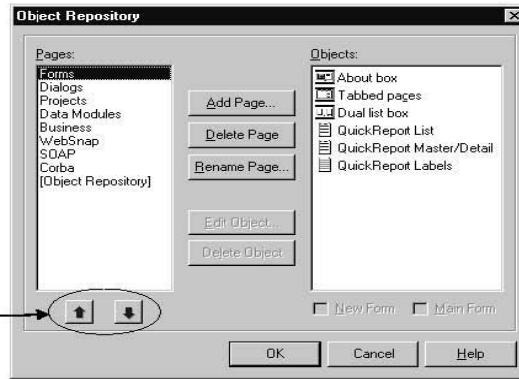 Object Repository
Pages:
Forms
Dialogs
Projects
Data Modules
Business
WebSnap
SOAP
Corba
[Object Repository]
Add Page...
Delete Page
Rename Page...
Edit Object...
Delete Object
Objects:
About box
Tabbed pages
Dual list box
QuickReport List
QuickReport Master/Detail
QuickReport Labels
New Form
Main Form
OK
Cancel
Help